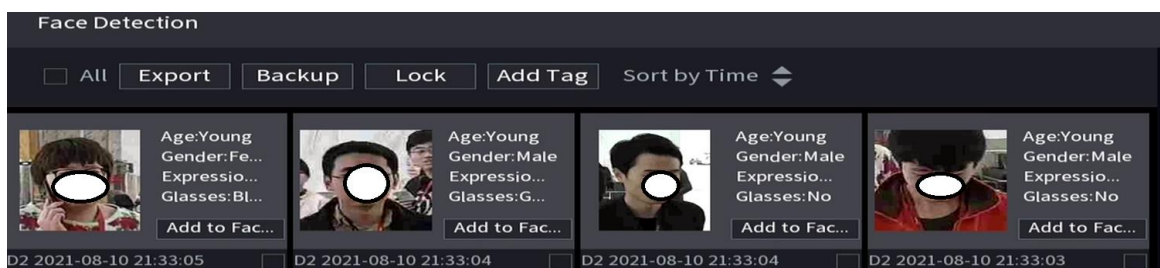 Face Detection
All Export Backup Lock Add Tag Sort by Time
Age:Young
Gender:Fe...
Expressio...
Glasses:Bl...
Add to Fac...
D2 2021-08-10 21:33:05
Age:Young
Gender:Male
Expressio...
Glasses:G...
Add to Fac...
D2 2021-08-10 21:33:04
Age:Young
Gender:Male
Expressio...
Glasses:No
Add to Fac...
D2 2021-08-10 21:33:04
Age:Young
Gender:Male
Expressio...
Glasses:No
Add to Fac...
D2 2021-08-10 21:33:03